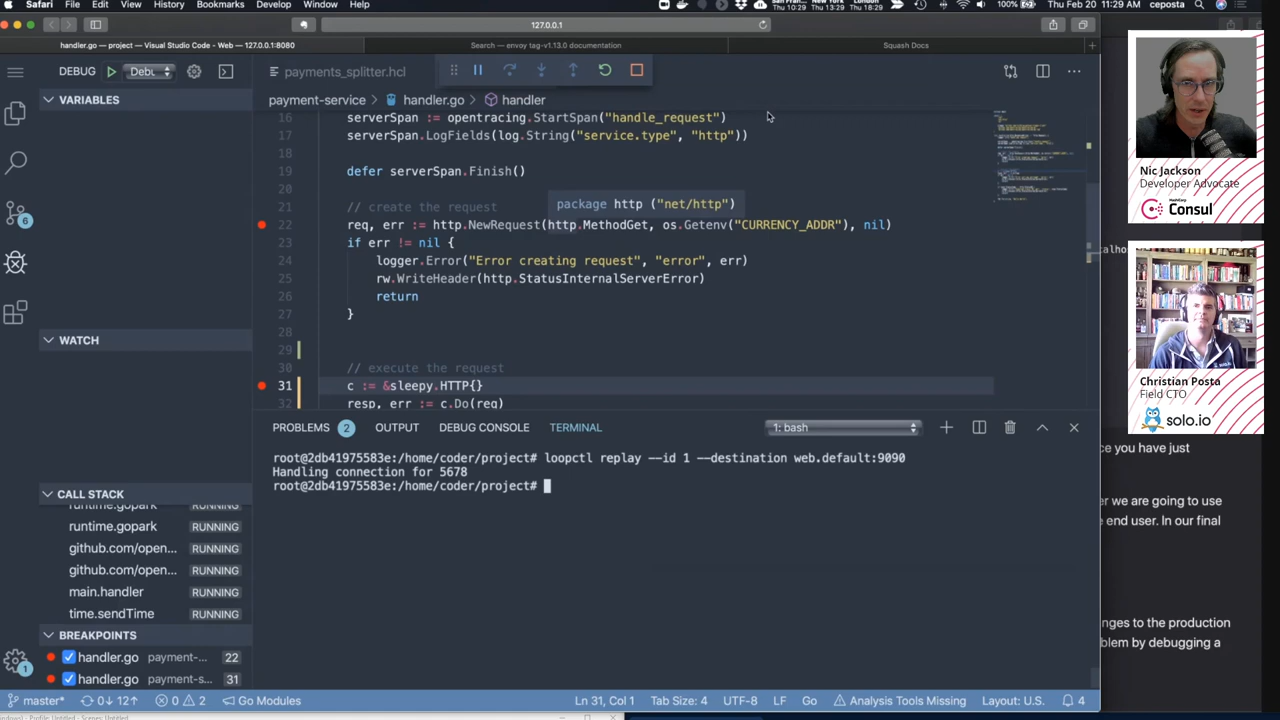 Safari File Edit View History Bookmarks Develop Window Help
San Fran... New York London
Thu 10:29 Thu 13:29 Thu 18:29
100% Thu Feb 20 11:29 AM ceposta
127.0.0.1
handler.go — project — Visual Studio Code - Web — 127.0.0.1:8080
Search — envoy tag-v1.13.0 documentation
Squash Docs
DEBUG Debu
payments_splitter.hcl
VARIABLES
payment-service > handler.go > handler
16 serverSpan := opentracing.StartSpan("handle_request")
17 serverSpan.LogFields(log.String("service.type", "http"))
18
19 defer serverSpan.Finish()
20
package http ("net/http")
21 // create the request
22 req, err := http.NewRequest(http.MethodGet, os.Getenv("CURRENCY_ADDR"), nil)
23 if err != nil {
24 logger.Error("Error creating request", "error", err)
25 rw.WriteHeader(http.StatusInternalServerError)
26 return
27 }
28
29
30 // execute the request
31 c := &sleepy.HTTP{}
32 resp, err := c.Do(req)
WATCH
CALL STACK
runtime.gopark RUNNING
runtime.gopark RUNNING
github.com/open... RUNNING
github.com/open... RUNNING
main.handler RUNNING
time.sendTime RUNNING
BREAKPOINTS
handler.go payment-... 22
handler.go payment-s... 31
6
1
PROBLEMS 2 OUTPUT DEBUG CONSOLE TERMINAL 1: bash
root@2db41975583e:/home/coder/project# loopctl replay --id 1 --destination web.default:9090
Handling connection for 5678
root@2db41975583e:/home/coder/project#
master* 0↓ 12↑ 0 2 Go Modules
Ln 31, Col 1 Tab Size: 4 UTF-8 LF Go Analysis Tools Missing Layout: U.S. 4
Nic Jackson
Developer Advocate
HashiCorp
Consul
Christian Posta
Field CTO
solo.io
ce you have just
er we are going to use
e end user. In our final
nges to the production
blem by debugging a